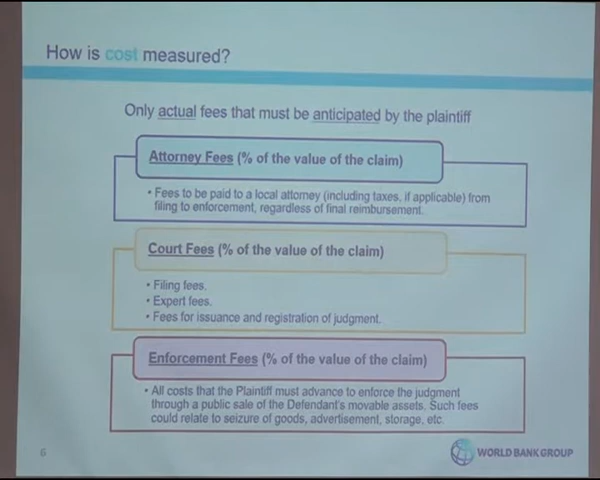 How is cost measured?
Only actual fees that must be anticipated by the plaintiff
Attorney Fees (% of the value of the claim)
• Fees to be paid to a local attorney (including taxes, if applicable) from
filing to enforcement, regardless of final reimbursement.
Court Fees (% of the value of the claim)
• Filing fees.
• Expert fees.
• Fees for issuance and registration of judgment.
Enforcement Fees (% of the value of the claim)
• All costs that the Plaintiff must advance to enforce the judgment
through a public sale of the Defendant's movable assets. Such fees
could relate to seizure of goods, advertisement, storage, etc.
6
WORLD BANK GROUP